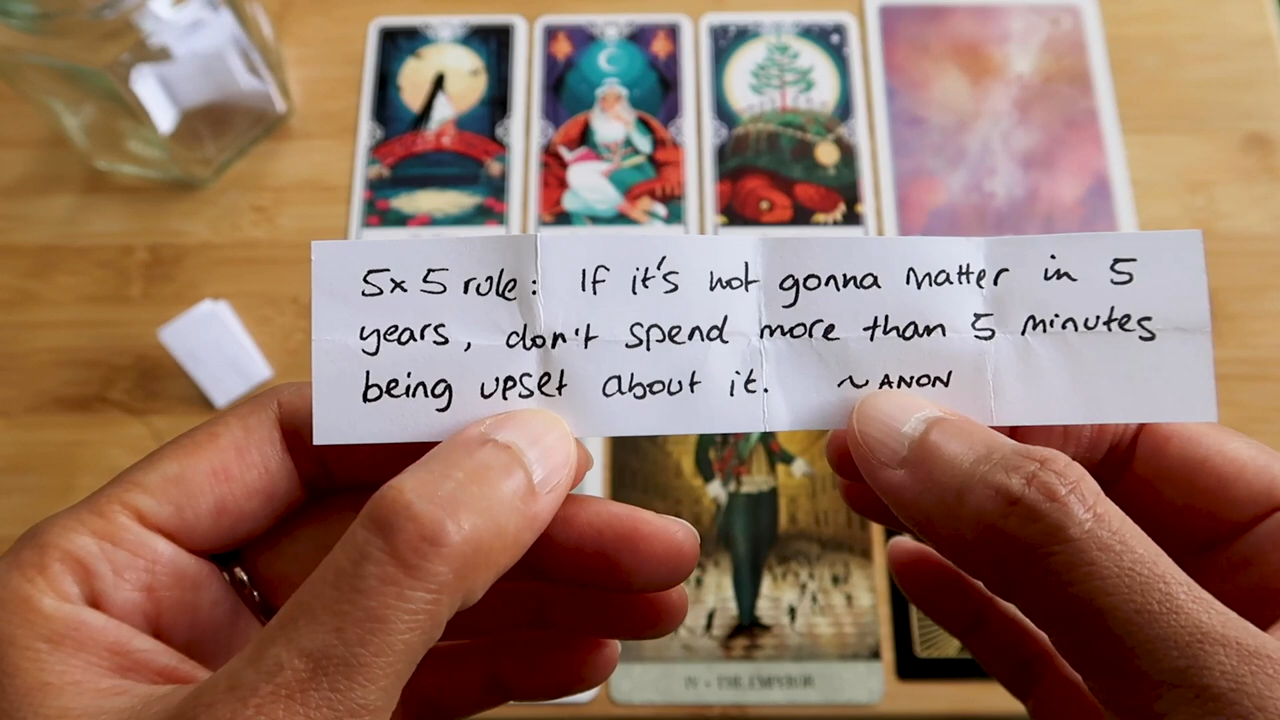 5x5 rule: If it's not gonna matter in 5
years, don't spend more than 5 minutes
being upset about it. ~ANON
IV • THE EMPEROR